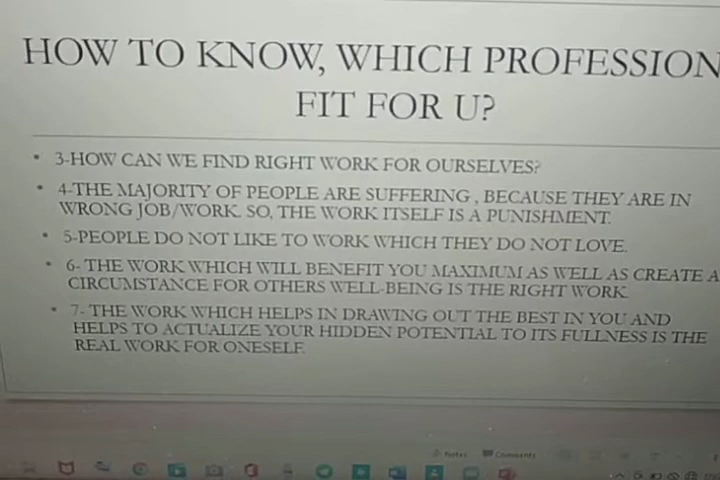 HOW TO KNOW, WHICH PROFESSION
FIT FOR U?
• 3-HOW CAN WE FIND RIGHT WORK FOR OURSELVES?
• 4-THE MAJORITY OF PEOPLE ARE SUFFERING , BECAUSE THEY ARE IN
WRONG JOB/WORK. SO, THE WORK ITSELF IS A PUNISHMENT.
• 5-PEOPLE DO NOT LIKE TO WORK WHICH THEY DO NOT LOVE.
• 6- THE WORK WHICH WILL BENEFIT YOU MAXIMUM AS WELL AS CREATE A
CIRCUMSTANCE FOR OTHERS WELL-BEING IS THE RIGHT WORK.
• 7- THE WORK WHICH HELPS IN DRAWING OUT THE BEST IN YOU AND
HELPS TO ACTUALIZE YOUR HIDDEN POTENTIAL TO ITS FULLNESS IS THE
REAL WORK FOR ONESELF.
Notes Comments